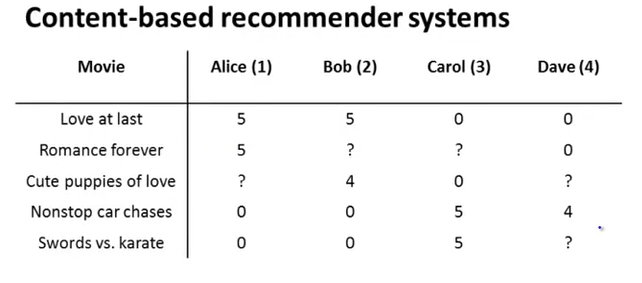 Content-based recommender systems
Movie Alice (1) Bob (2) Carol (3) Dave (4)
Love at last 5 5 0 0
Romance forever 5 ? ? 0
Cute puppies of love ? 4 0 ?
Nonstop car chases 0 0 5 4
Swords vs. karate 0 0 5 ?